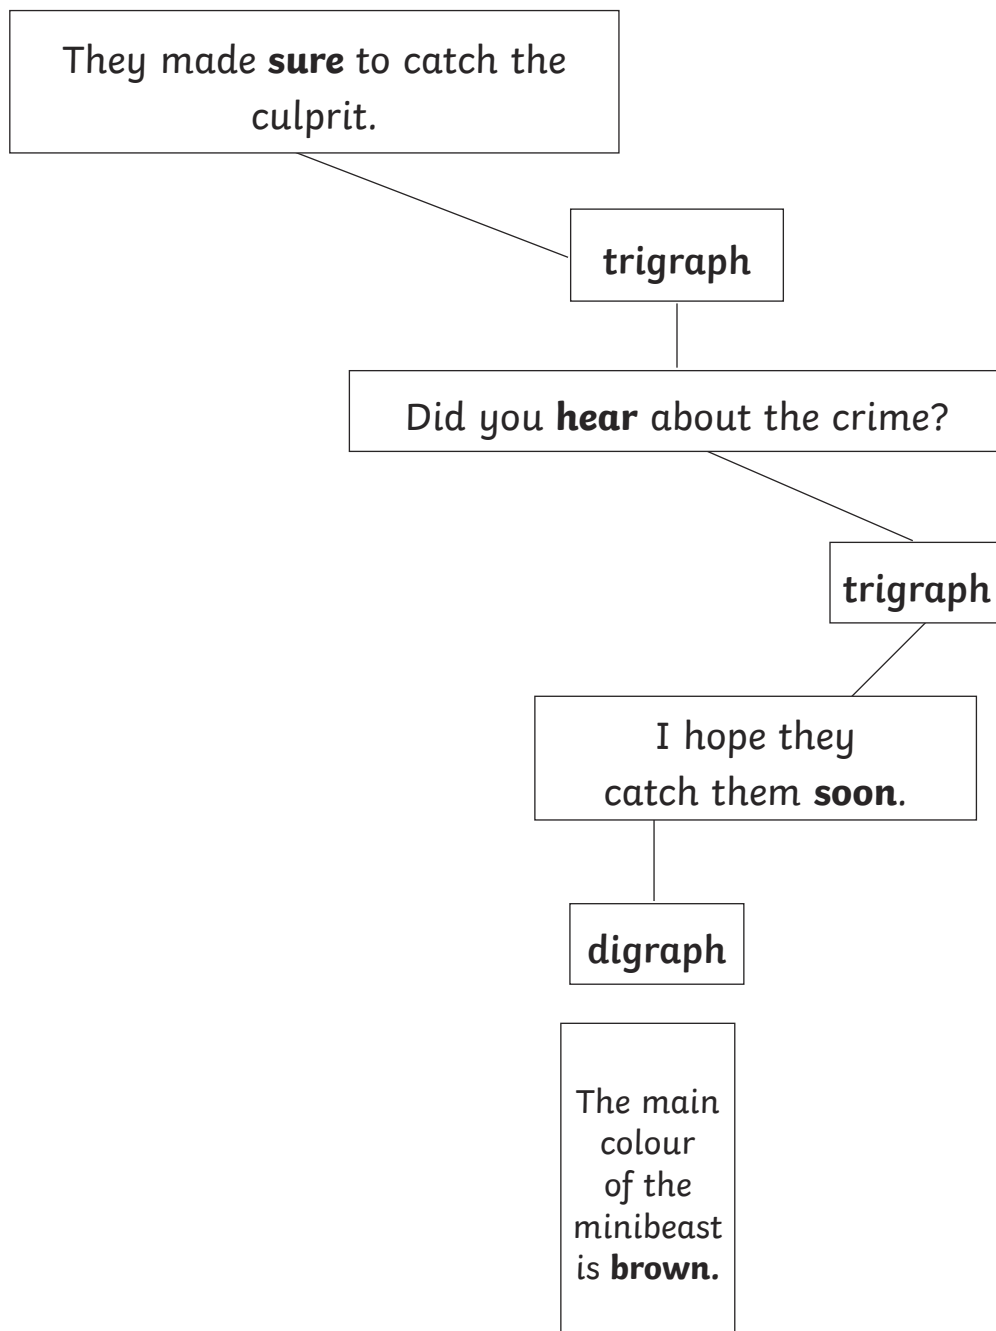 They made sure to catch the
culprit.
trigraph
Did you hear about the crime?
trigraph
I hope they
catch them soon.
digraph
The main
colour
of the
minibeast
is brown.